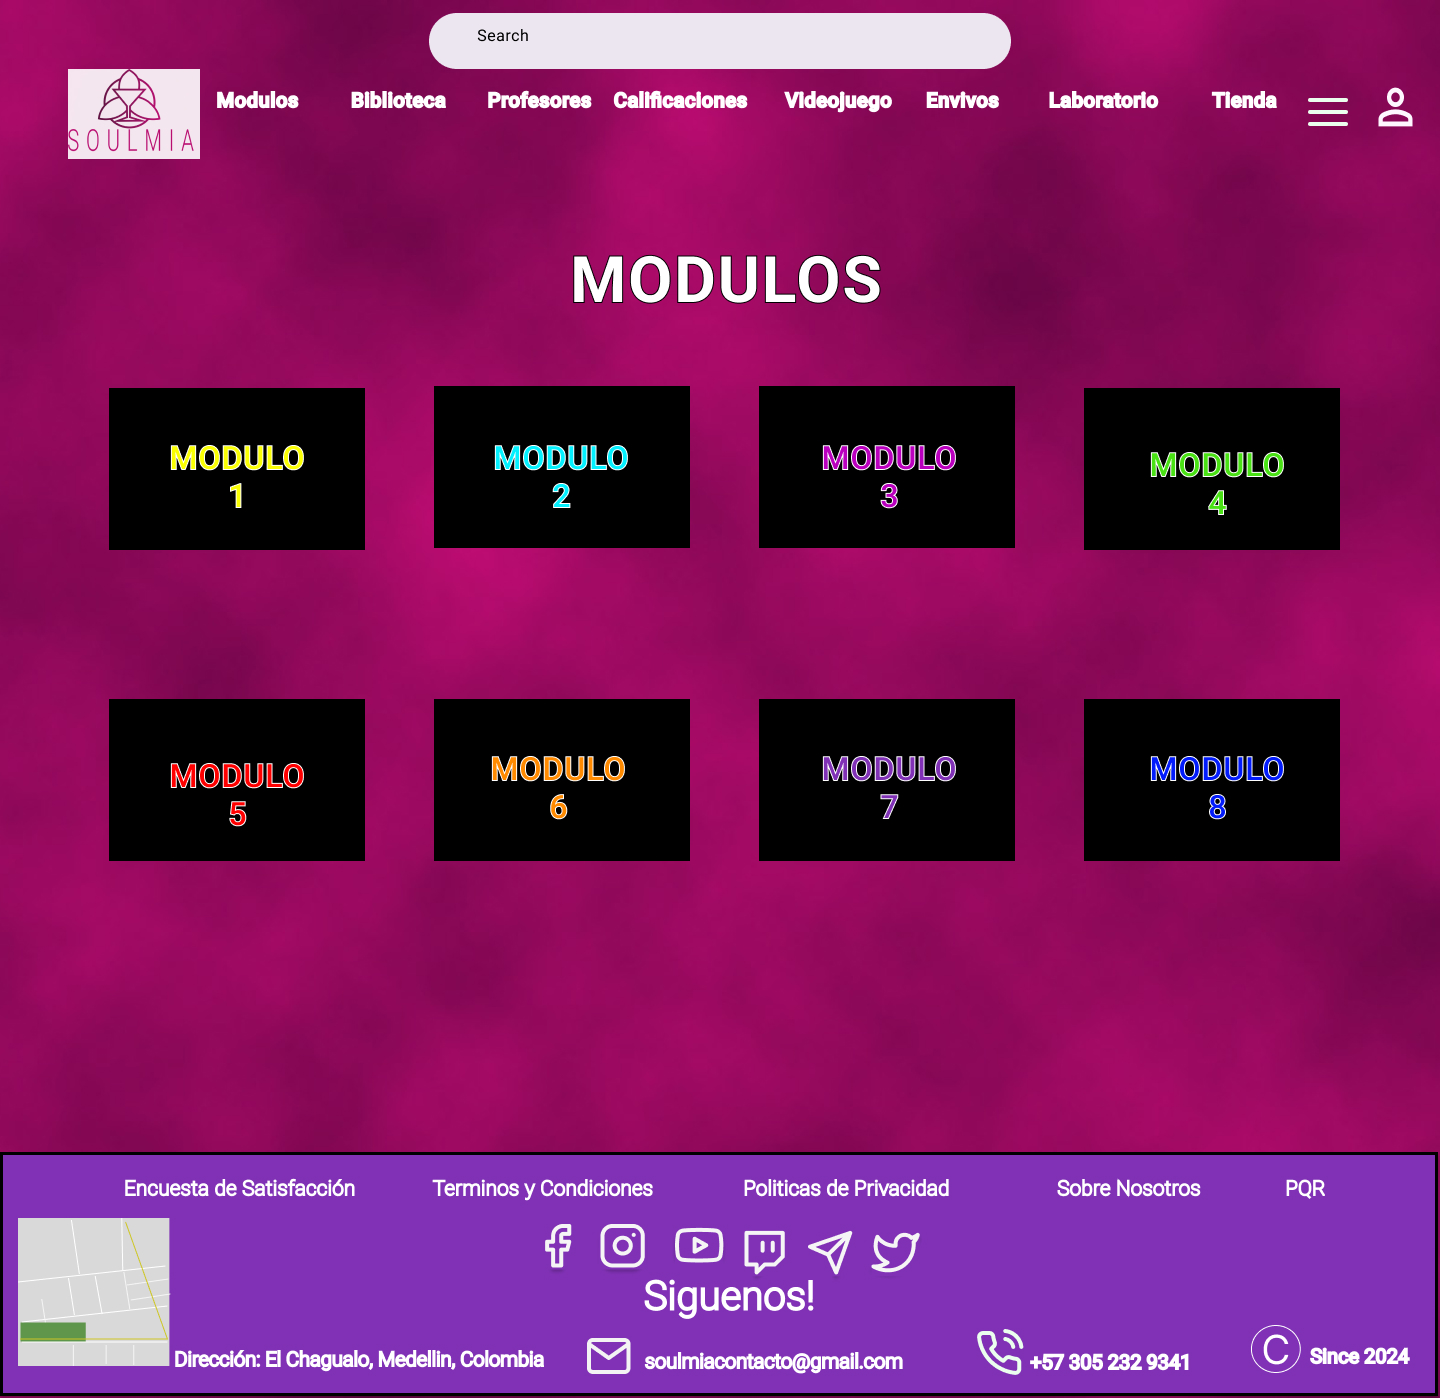 Search
SOULMIA
Modulos Biblioteca Profesores Calificaciones Videojuego Envivos Laboratorio Tienda
MODULOS
MODULO
1
MODULO
2
MODULO
3
MODULO
4
MODULO
5
MODULO
6
MODULO
7
MODULO
8
Encuesta de Satisfacción Terminos y Condiciones Politicas de Privacidad Sobre Nosotros PQR
Siguenos!
Dirección: El Chagualo, Medellin, Colombia soulmiacontacto@gmail.com +57 305 232 9341 © Since 2024